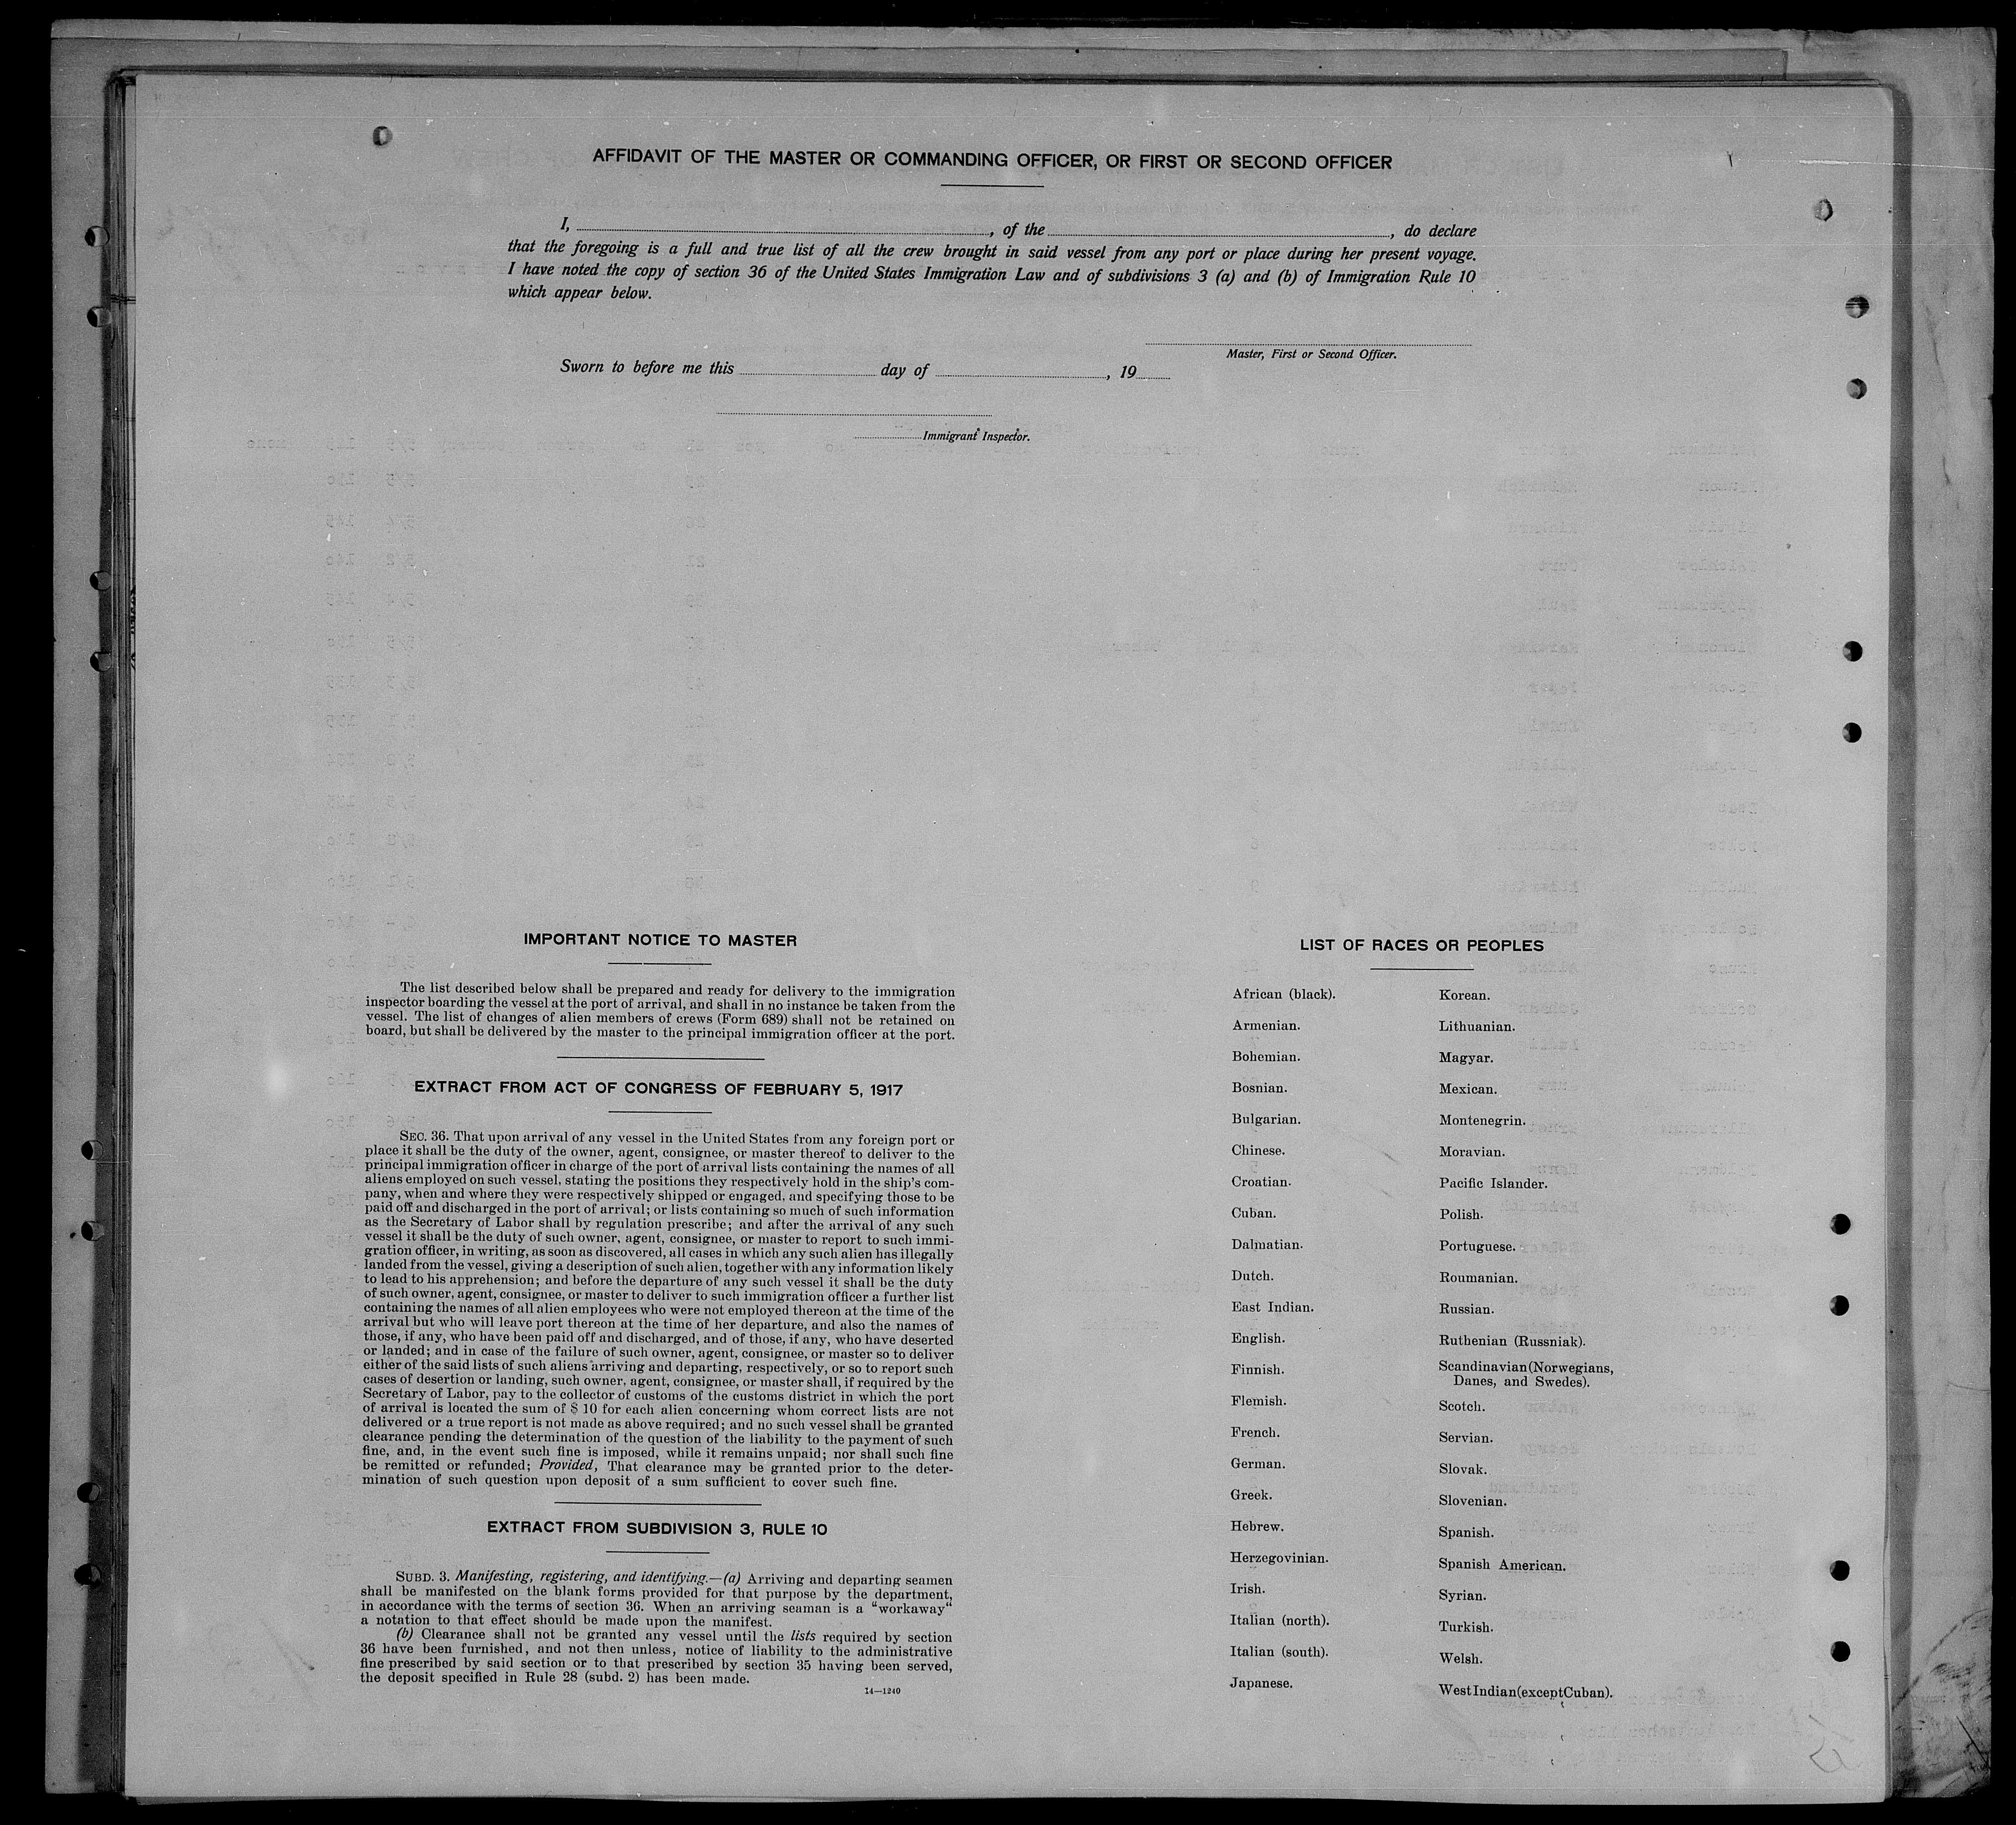 AFFIDAVIT OF THE MASTER OR COMMANDING OFFICER, OR FIRST OR SECOND OFFICER
I, , of the , do declare
that the foregoing is a full and true list of all the crew brought in said vessel from any port or place during her present voyage.
I have noted the copy of section 36 of the United States Immigration Law and of subdivisions 3 (a) and (b) of Immigration Rule 10
which appear below.
Master, First or Second Officer.
Sworn to before me this day of , 19
Immigrant Inspector.
IMPORTANT NOTICE TO MASTER
The list described below shall be prepared and ready for delivery to the immigration
inspector boarding the vessel at the port of arrival, and shall in no instance be taken from the
vessel. The list of changes of alien members of crews (Form 689) shall not be retained on
board, but shall be delivered by the master to the principal immigration officer at the port.
EXTRACT FROM ACT OF CONGRESS OF FEBRUARY 5, 1917
SEC. 36. That upon arrival of any vessel in the United States from any foreign port or
place it shall be the duty of the owner, agent, consignee, or master thereof to deliver to the
principal immigration officer in charge of the port of arrival lists containing the names of all
aliens employed on such vessel, stating the positions they respectively hold in the ship's com-
pany, when and where they were respectively shipped or engaged, and specifying those to be
paid off and discharged in the port of arrival; or lists containing so much of such information
as the Secretary of Labor shall by regulation prescribe; and after the arrival of any such
vessel it shall be the duty of such owner, agent, consignee, or master to report to such immi-
gration officer, in writing, as soon as discovered, all cases in which any such alien has illegally
landed from the vessel, giving a description of such alien, together with any information likely
to lead to his apprehension; and before the departure of any such vessel it shall be the duty
of such owner, agent, consignee, or master to deliver to such immigration officer a further list
containing the names of all alien employees who were not employed thereon at the time of the
arrival but who will leave port thereon at the time of her departure, and also the names of
those, if any, who have been paid off and discharged, and of those, if any, who have deserted
or landed; and in case of the failure of such owner, agent, consignee, or master so to deliver
either of the said lists of such aliens arriving and departing, respectively, or so to report such
cases of desertion or landing, such owner, agent, consignee, or master shall, if required by the
Secretary of Labor, pay to the collector of customs of the customs district in which the port
of arrival is located the sum of $ 10 for each alien concerning whom correct lists are not
delivered or a true report is not made as above required; and no such vessel shall be granted
clearance pending the determination of the question of the liability to the payment of such
fine, and, in the event such fine is imposed, while it remains unpaid; nor shall such fine
be remitted or refunded; Provided, That clearance may be granted prior to the deter-
mination of such question upon deposit of a sum sufficient to cover such fine.
EXTRACT FROM SUBDIVISION 3, RULE 10
SUBD. 3. Manifesting, registering, and identifying.—(a) Arriving and departing seamen
shall be manifested on the blank forms provided for that purpose by the department,
in accordance with the terms of section 36. When an arriving seaman is a "workaway"
a notation to that effect should be made upon the manifest.
(b) Clearance shall not be granted any vessel until the lists required by section
36 have been furnished, and not then unless, notice of liability to the administrative
fine prescribed by said section or to that prescribed by section 35 having been served,
the deposit specified in Rule 28 (subd. 2) has been made.
14—1240
LIST OF RACES OR PEOPLES
African (black).
Armenian.
Bohemian.
Bosnian.
Bulgarian.
Chinese.
Croatian.
Cuban.
Dalmatian.
Dutch.
East Indian.
English.
Finnish.
Flemish.
French.
German.
Greek.
Hebrew.
Herzegovinian.
Irish.
Italian (north).
Italian (south).
Japanese.
Korean.
Lithuanian.
Magyar.
Mexican.
Montenegrin.
Moravian.
Pacific Islander.
Polish.
Portuguese.
Roumanian.
Russian.
Ruthenian (Russniak).
Scandinavian (Norwegians,
Danes, and Swedes).
Scotch.
Servian.
Slovak.
Slovenian.
Spanish.
Spanish American.
Syrian.
Turkish.
Welsh.
West Indian (except Cuban).